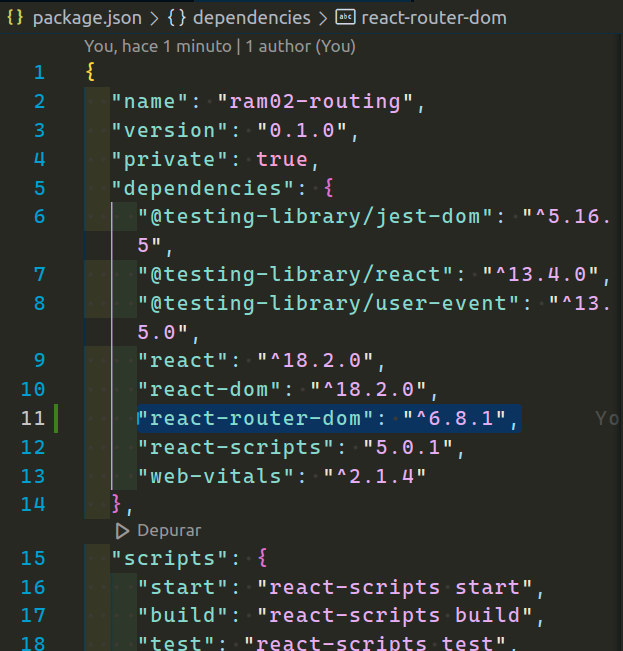 {} package.json > {} dependencies > abc react-router-dom
You, hace 1 minuto | 1 author (You)
1 {
2 "name": "ram02-routing",
3 "version": "0.1.0",
4 "private": true,
5 "dependencies": {
6 "@testing-library/jest-dom": "^5.16.
5",
7 "@testing-library/react": "^13.4.0",
8 "@testing-library/user-event": "^13.
5.0",
9 "react": "^18.2.0",
10 "react-dom": "^18.2.0",
11 "react-router-dom": "^6.8.1", Yo
12 "react-scripts": "5.0.1",
13 "web-vitals": "^2.1.4"
14 },
Depurar
15 "scripts": {
16 "start": "react-scripts start",
17 "build": "react-scripts build",
18 "test": "react-scripts test",